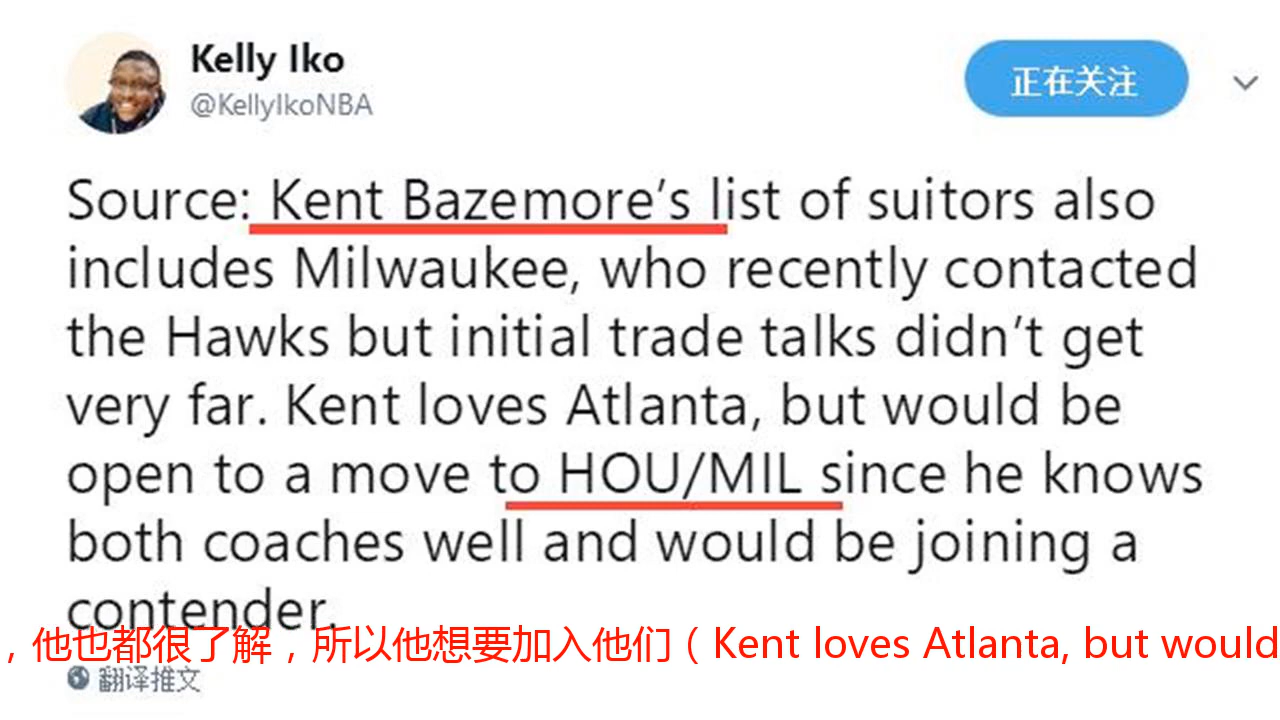 Kelly Iko
@KellyIkoNBA
正在关注
Source: Kent Bazemore’s list of suitors also
includes Milwaukee, who recently contacted
the Hawks but initial trade talks didn’t get
very far. Kent loves Atlanta, but would be
open to a move to HOU/MIL since he knows
both coaches well and would be joining a
contender.
，他也都很了解，所以他想要加入他们（Kent loves Atlanta, but would
翻译推文